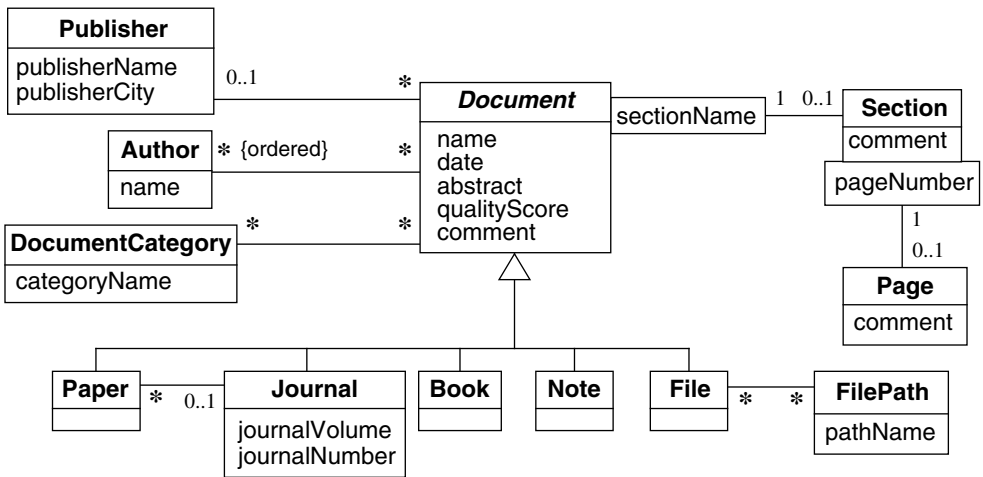 Publisher
publisherName
publisherCity
0..1
*
Document
name
date
abstract
qualityScore
comment
sectionName
1 0..1
Section
comment
pageNumber
1
0..1
Page
comment
Author
name
* {ordered} *
DocumentCategory
categoryName
* *
Paper
* 0..1
Journal
journalVolume
journalNumber
Book
Note
File
* *
FilePath
pathName